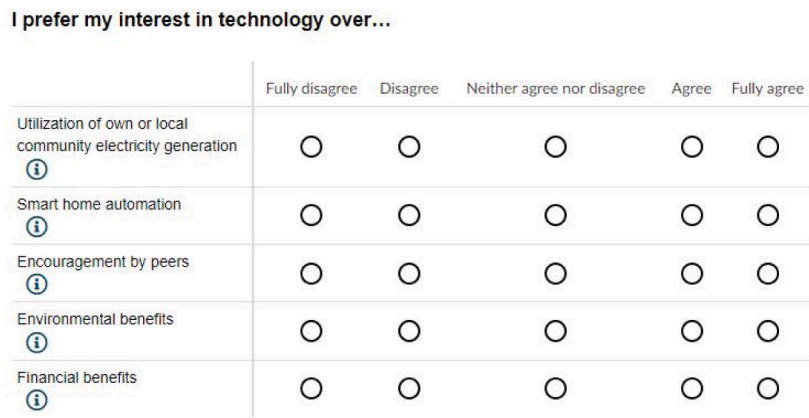 I prefer my interest in technology over...
Fully disagree Disagree Neither agree nor disagree Agree Fully agree
Utilization of own or local
community electricity generation
i
Smart home automation
i
Encouragement by peers
i
Environmental benefits
i
Financial benefits
i